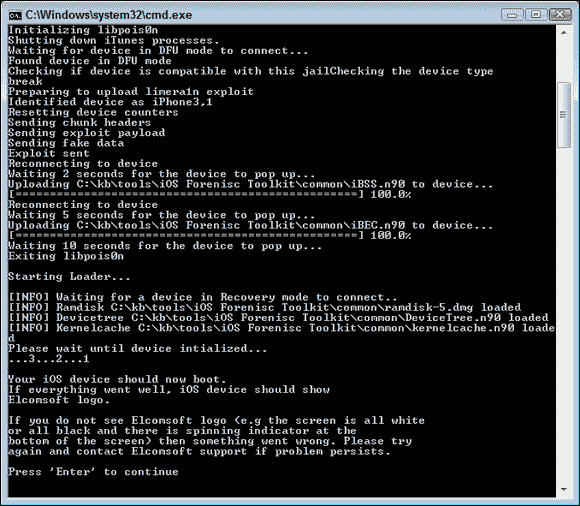 C:\Windows\system32\cmd.exe
Initializing libpois0n
Shutting down iTunes processes.
Waiting for device in DFU mode to connect...
Found device in DFU mode
Checking if device is compatible with this jailChecking the device type
break
Preparing to upload limera1n exploit
Identified device as iPhone3,1
Resetting device counters
Sending chunk headers
Sending exploit payload
Sending fake data
Exploit sent
Reconnecting to device
Waiting 2 seconds for the device to pop up...
Uploading C:\kb\tools\iOS Forenisc Toolkit\common\iBSS.n90 to device...
[==================================================] 100.0%
Reconnecting to device
Waiting 5 seconds for the device to pop up...
Uploading C:\kb\tools\iOS Forenisc Toolkit\common\iBEC.n90 to device...
[==================================================] 100.0%
Waiting 10 seconds for the device to pop up...
Exiting libpois0n
Starting Loader...
[INFO] Waiting for a device in Recovery mode to connect..
[INFO] Ramdisk C:\kb\tools\iOS Forenisc Toolkit\common\ramdisk-5.dmg loaded
[INFO] Devicetree C:\kb\tools\iOS Forenisc Toolkit\common\DeviceTree.n90 loaded
[INFO] Kernelcache C:\kb\tools\iOS Forenisc Toolkit\common\kernelcache.n90 loade
d
Please wait until device intialized...
...3...2...1
Your iOS device should now boot.
If everything went well, iOS device should show
Elcomsoft logo.
If you do not see Elcomsoft logo (e.g the screen is all white
or all black and there is spinning indicator at the
bottom of the screen) then something went wrong. Please try
again and contact Elcomsoft support if problem persists.
Press 'Enter' to continue